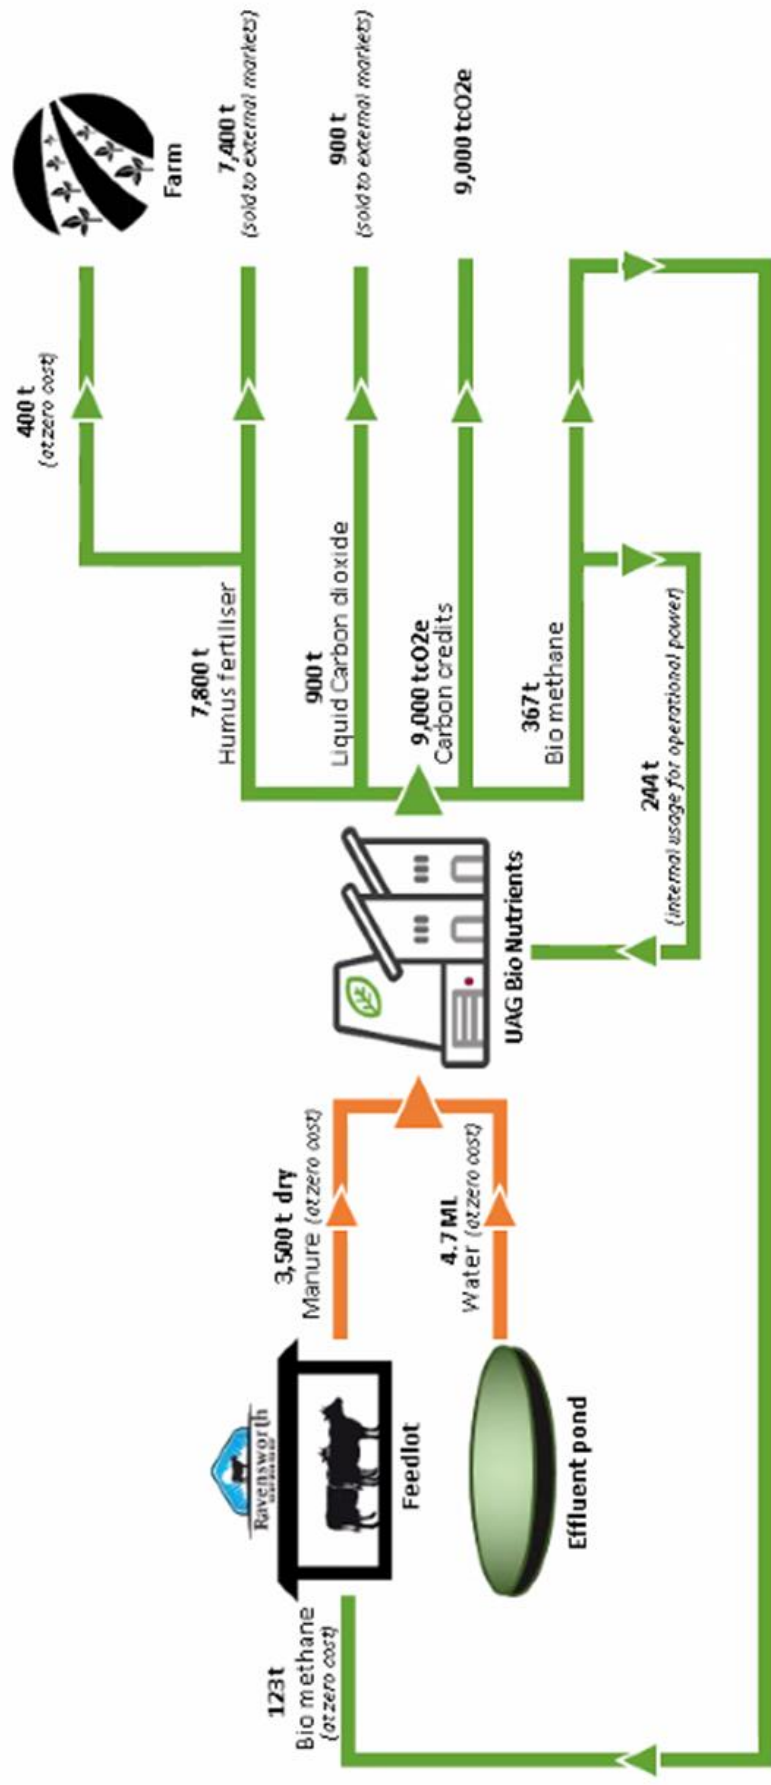 123 t
Bio methane
(at zero cost)
Ravensworth
Feedlot
Effluent pond
3,500 t dry
Manure (at zero cost)
4.7 ML
Water (at zero cost)
UAG Bio Nutrients
7,800 t
Humus fertiliser
900 t
Liquid Carbon dioxide
9,000 tcO2e
Carbon credits
367 t
Bio methane
244 t
(internal usage for operational power)
400 t
(at zero cost)
Farm
7,400 t
(sold to external markets)
900 t
(sold to external markets)
9,000 tcO2e